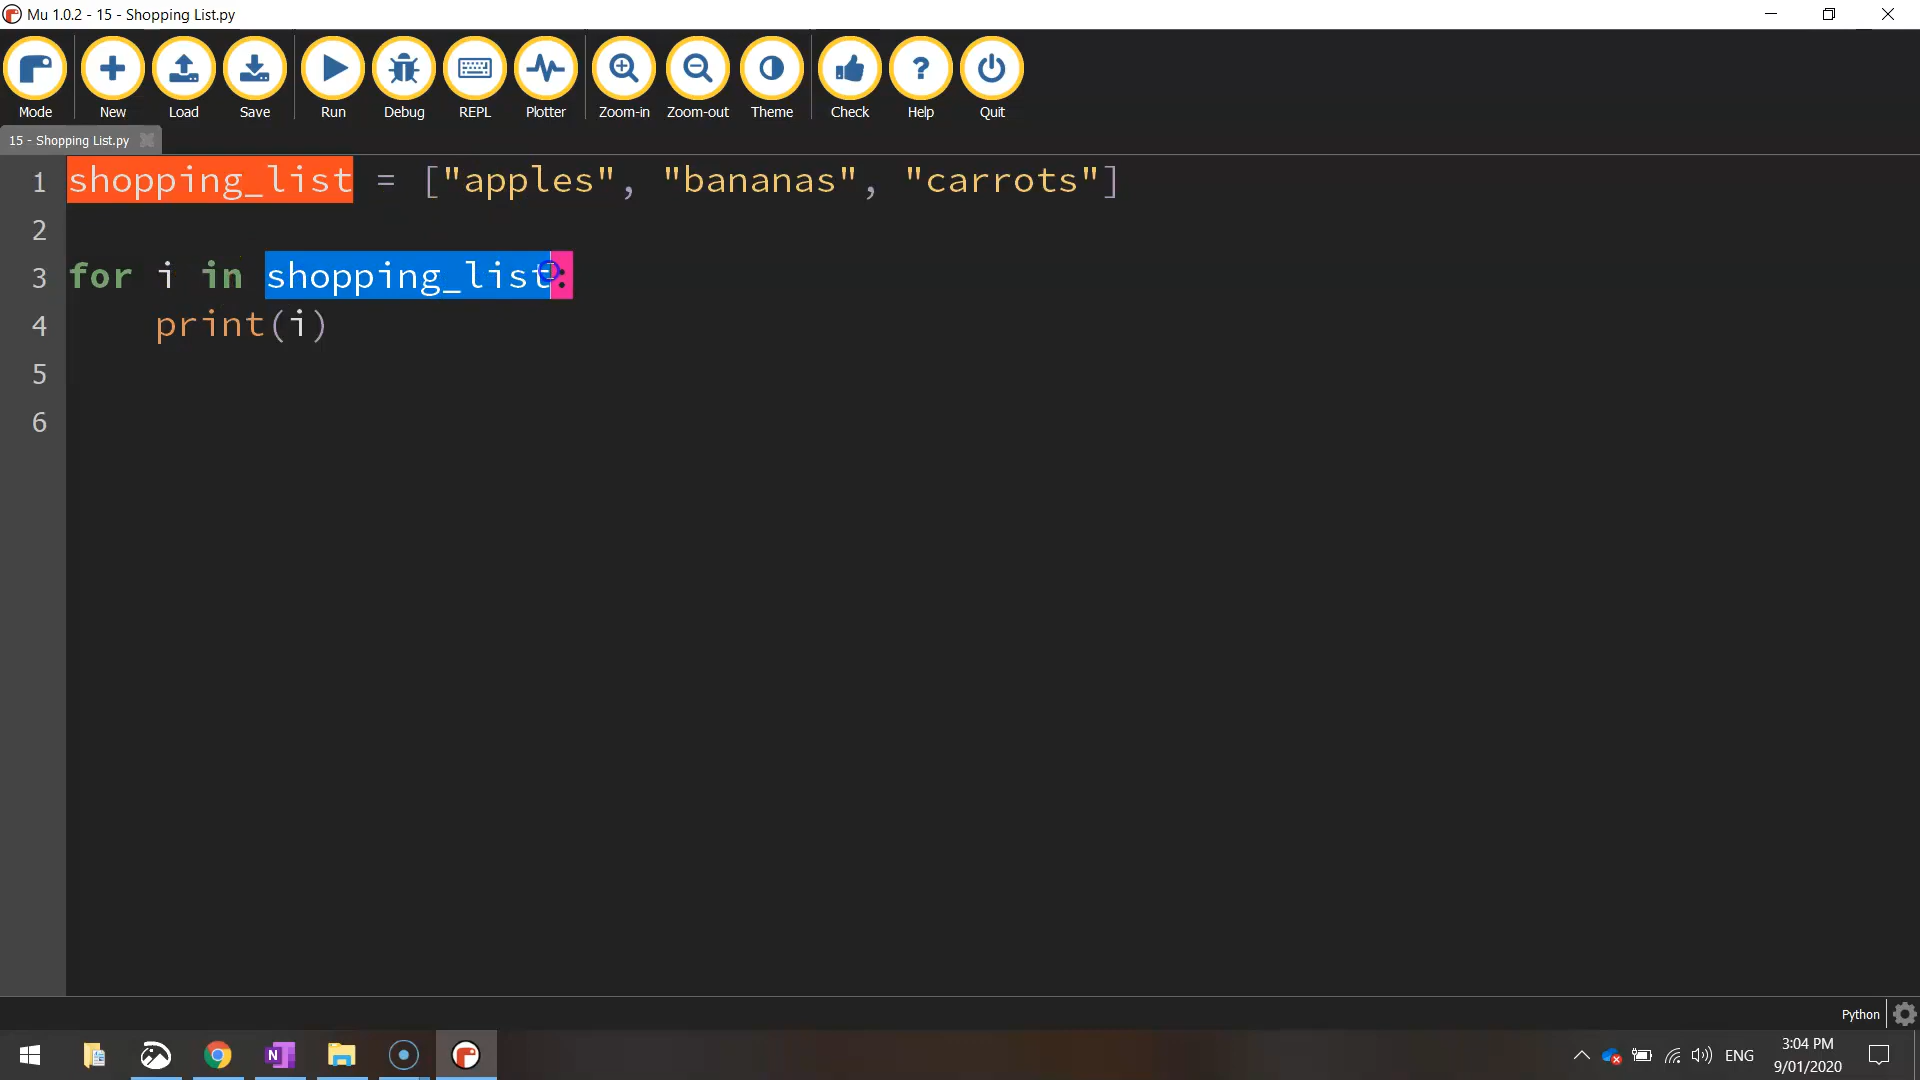 Mu 1.0.2 - 15 - Shopping List.py
Mode New Load Save Run Debug REPL Plotter Zoom-in Zoom-out Theme Check Help Quit
15 - Shopping List.py
1 shopping_list = ["apples", "bananas", "carrots"]
2
3 for i in shopping_list:
4 print(i)
5
6
Python
ENG
3:04 PM
9/01/2020